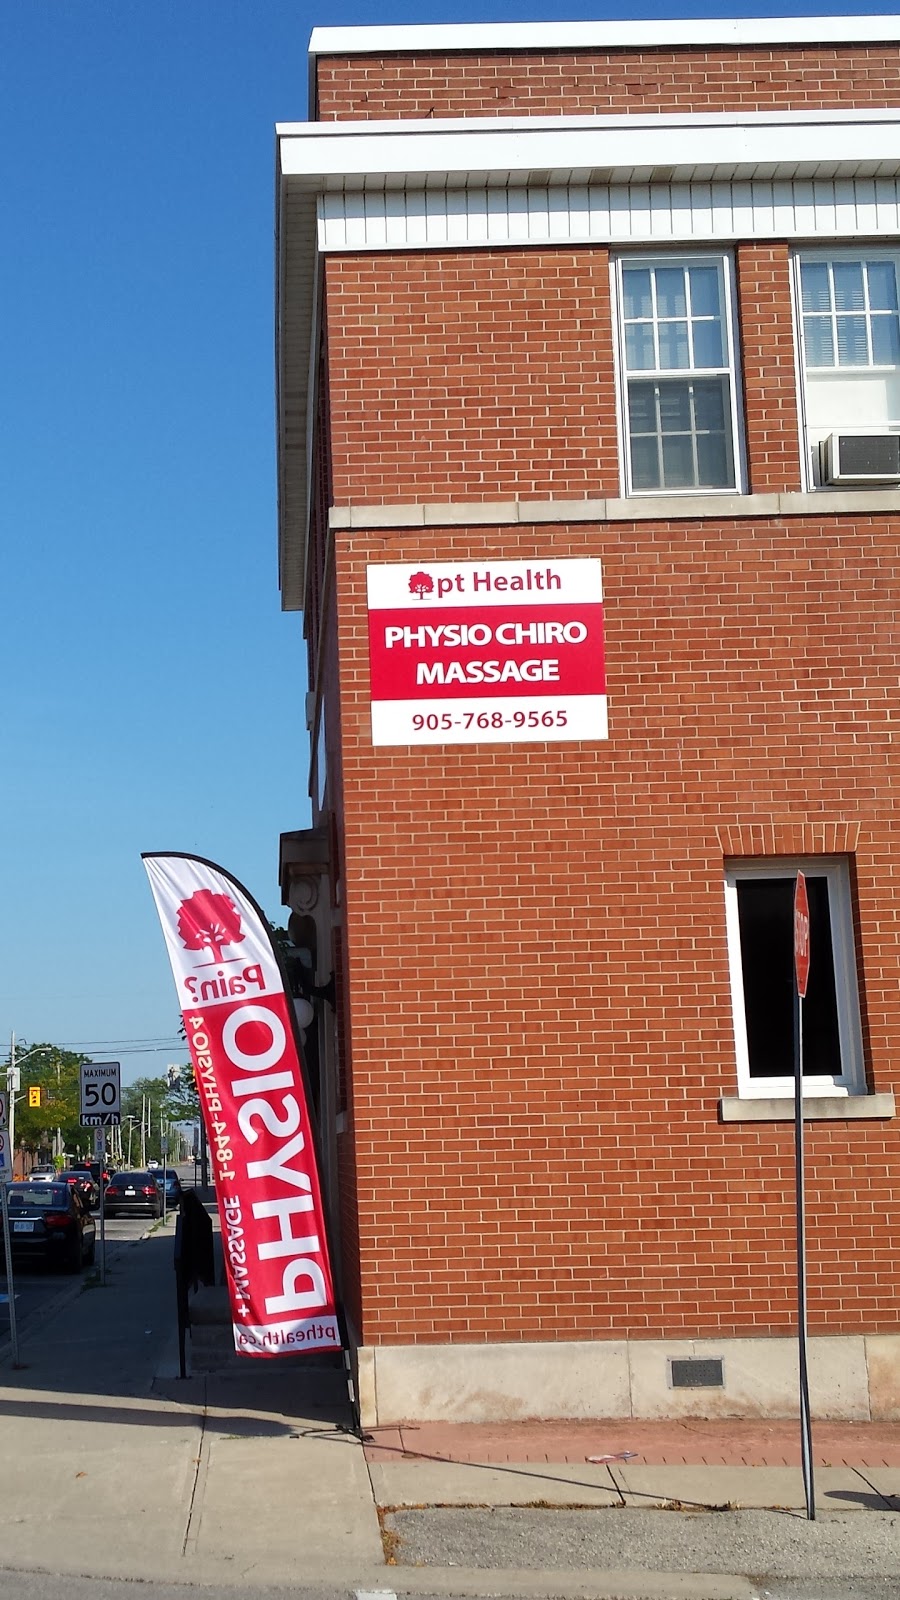 pt Health
PHYSIO CHIRO
MASSAGE
905-768-9565
Pain?
PHYSIO
+ MASSAGE 1-844-PHYSIO4
pthealth.ca
MAXIMUM
50
km/h
STOP